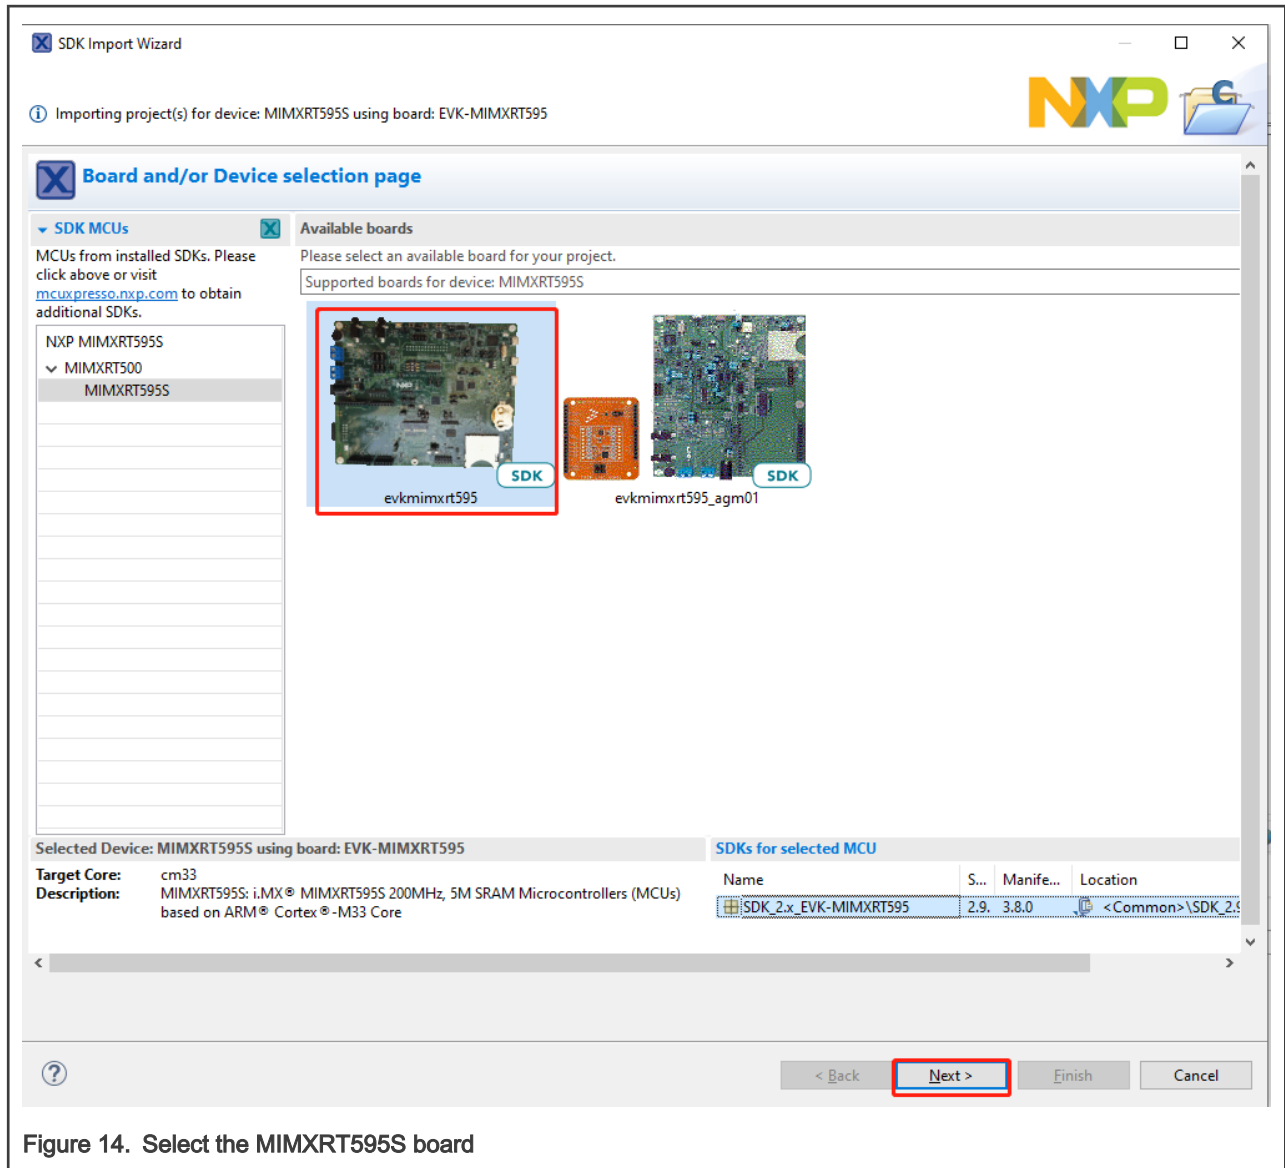 SDK Import Wizard
Importing project(s) for device: MIMXRT595S using board: EVK-MIMXRT595
NXP
Board and/or Device selection page
SDK MCUs
MCUs from installed SDKs. Please
click above or visit
mcuxpresso.nxp.com to obtain
additional SDKs.
NXP MIMXRT595S
MIMXRT500
MIMXRT595S
Available boards
Please select an available board for your project.
Supported boards for device: MIMXRT595S
SDK
evkmimxrt595
SDK
evkmimxrt595_agm01
Selected Device: MIMXRT595S using board: EVK-MIMXRT595
Target Core: cm33
Description: MIMXRT595S: i.MX® MIMXRT595S 200MHz, 5M SRAM Microcontrollers (MCUs)
based on ARM® Cortex®-M33 Core
SDKs for selected MCU
Name S... Manife... Location
SDK_2.x_EVK-MIMXRT595 2.9. 3.8.0 <Common>\SDK_2.9
< Back Next > Finish Cancel
Figure 14. Select the MIMXRT595S board